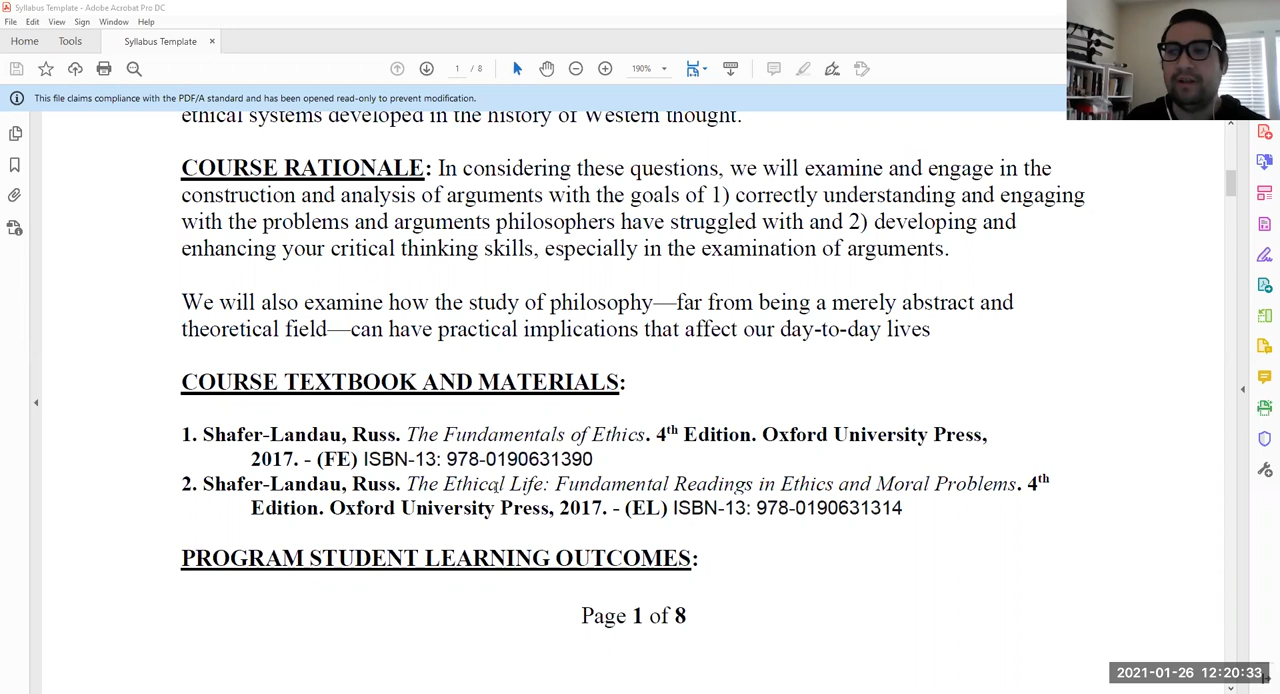 Syllabus Template - Adobe Acrobat Pro DC
File Edit View Sign Window Help
Home Tools Syllabus Template ×
1 / 8 190%
This file claims compliance with the PDF/A standard and has been opened read-only to prevent modification.
ethical systems developed in the history of Western thought.
COURSE RATIONALE: In considering these questions, we will examine and engage in the
construction and analysis of arguments with the goals of 1) correctly understanding and engaging
with the problems and arguments philosophers have struggled with and 2) developing and
enhancing your critical thinking skills, especially in the examination of arguments.
We will also examine how the study of philosophy—far from being a merely abstract and
theoretical field—can have practical implications that affect our day-to-day lives
COURSE TEXTBOOK AND MATERIALS:
1. Shafer-Landau, Russ. The Fundamentals of Ethics. 4th Edition. Oxford University Press,
2017. - (FE) ISBN-13: 978-0190631390
2. Shafer-Landau, Russ. The Ethical Life: Fundamental Readings in Ethics and Moral Problems. 4th
Edition. Oxford University Press, 2017. - (EL) ISBN-13: 978-0190631314
PROGRAM STUDENT LEARNING OUTCOMES:
Page 1 of 8
2021-01-26 12:20:33